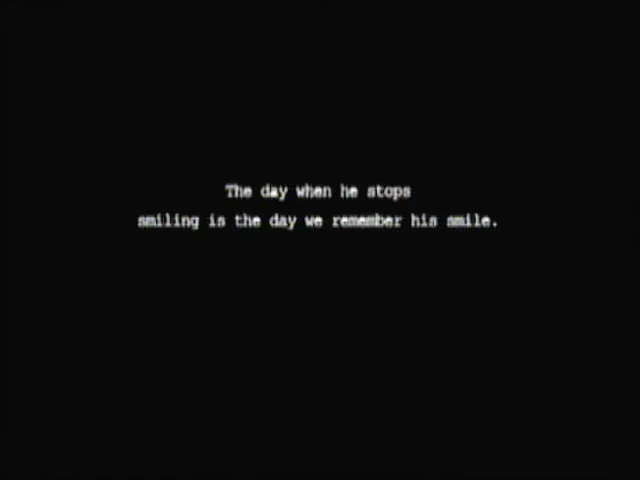 The day when he stops
smiling is the day we remember his smile.